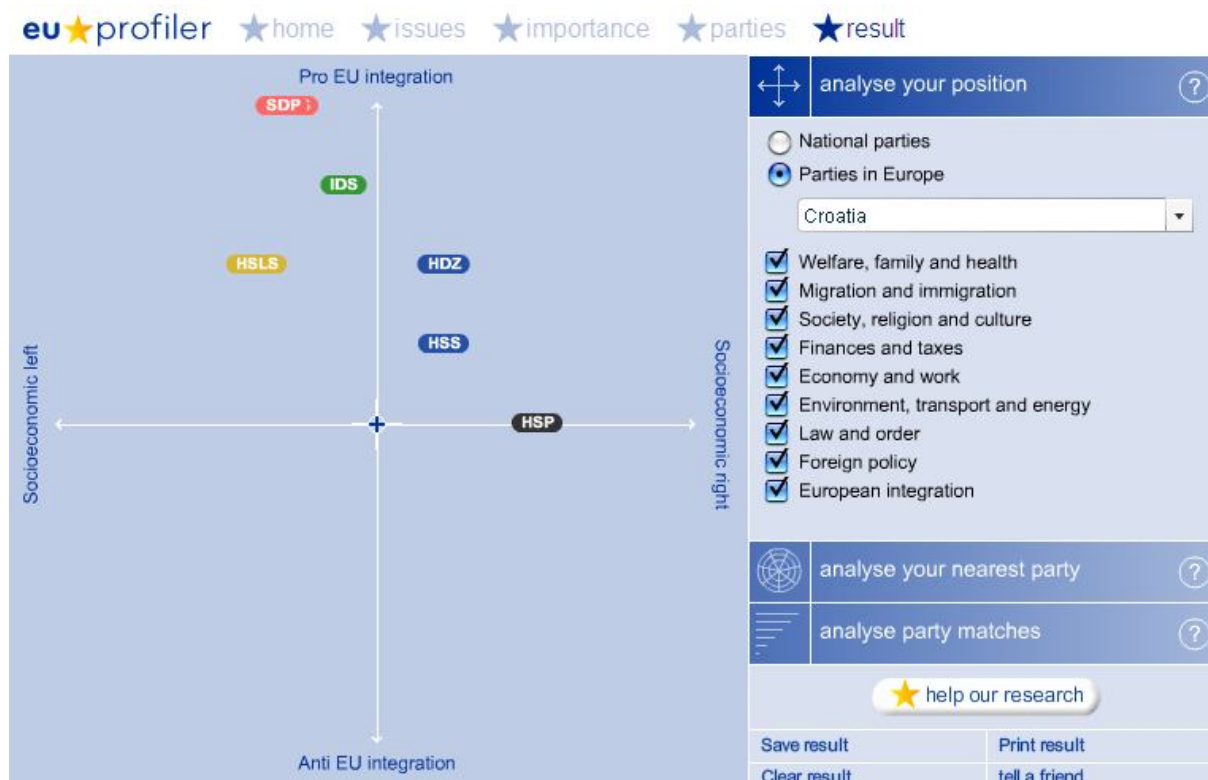 eu profiler home issues importance parties result
Pro EU integration
SDP
IDS
HSLS
HDZ
HSS
HSP
Socioeconomic left
Socioeconomic right
Anti EU integration
analyse your position ?
National parties
Parties in Europe
Croatia
Welfare, family and health
Migration and immigration
Society, religion and culture
Finances and taxes
Economy and work
Environment, transport and energy
Law and order
Foreign policy
European integration
analyse your nearest party ?
analyse party matches ?
help our research
Save result Print result
Clear result tell a friend